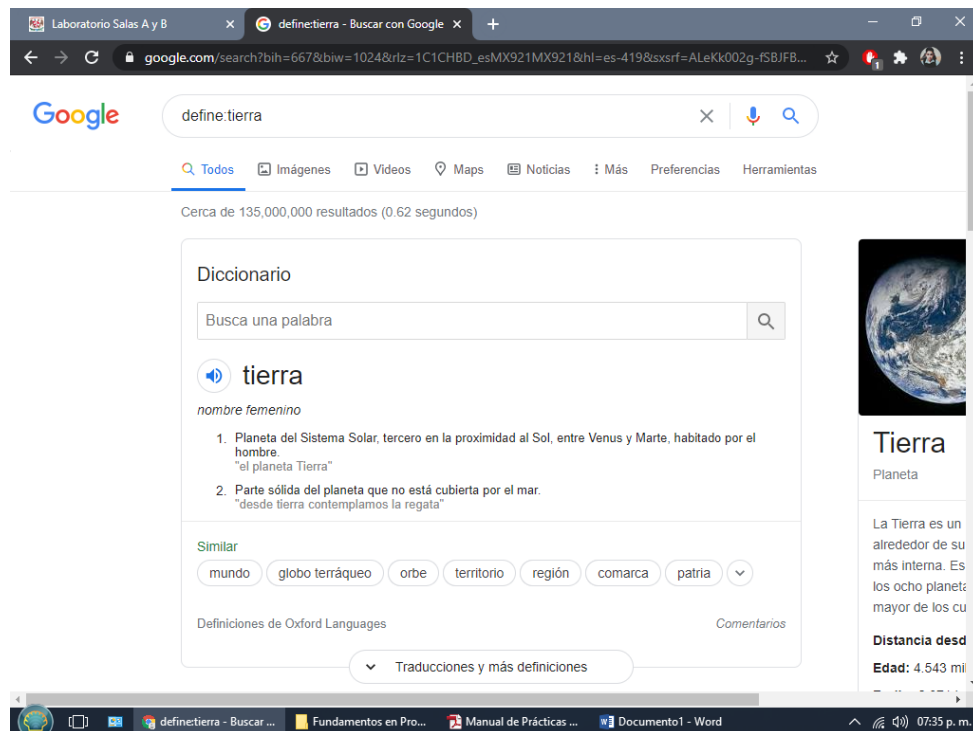 Laboratorio Salas A y B
define:tierra - Buscar con Google
google.com/search?bih=667&biw=1024&rlz=1C1CHBD_esMX921MX921&hl=es-419&sxsrf=ALeKk002g-fSBJFB...
Google
define:tierra
Todos Imágenes Videos Maps Noticias Más Preferencias Herramientas
Cerca de 135,000,000 resultados (0.62 segundos)
Diccionario
Busca una palabra
tierra
nombre femenino
1. Planeta del Sistema Solar, tercero en la proximidad al Sol, entre Venus y Marte, habitado por el
hombre.
"el planeta Tierra"
2. Parte sólida del planeta que no está cubierta por el mar.
"desde tierra contemplamos la regata"
Similar
mundo globo terráqueo orbe territorio región comarca patria
Definiciones de Oxford Languages Comentarios
Traducciones y más definiciones
Tierra
Planeta
La Tierra es un
alrededor de su
más interna. Es
los ocho planeta
mayor de los cu
Distancia desd
Edad: 4.543 mil
define:tierra - Buscar ... Fundamentos en Pro... Manual de Prácticas ... Documento1 - Word 07:35 p. m.